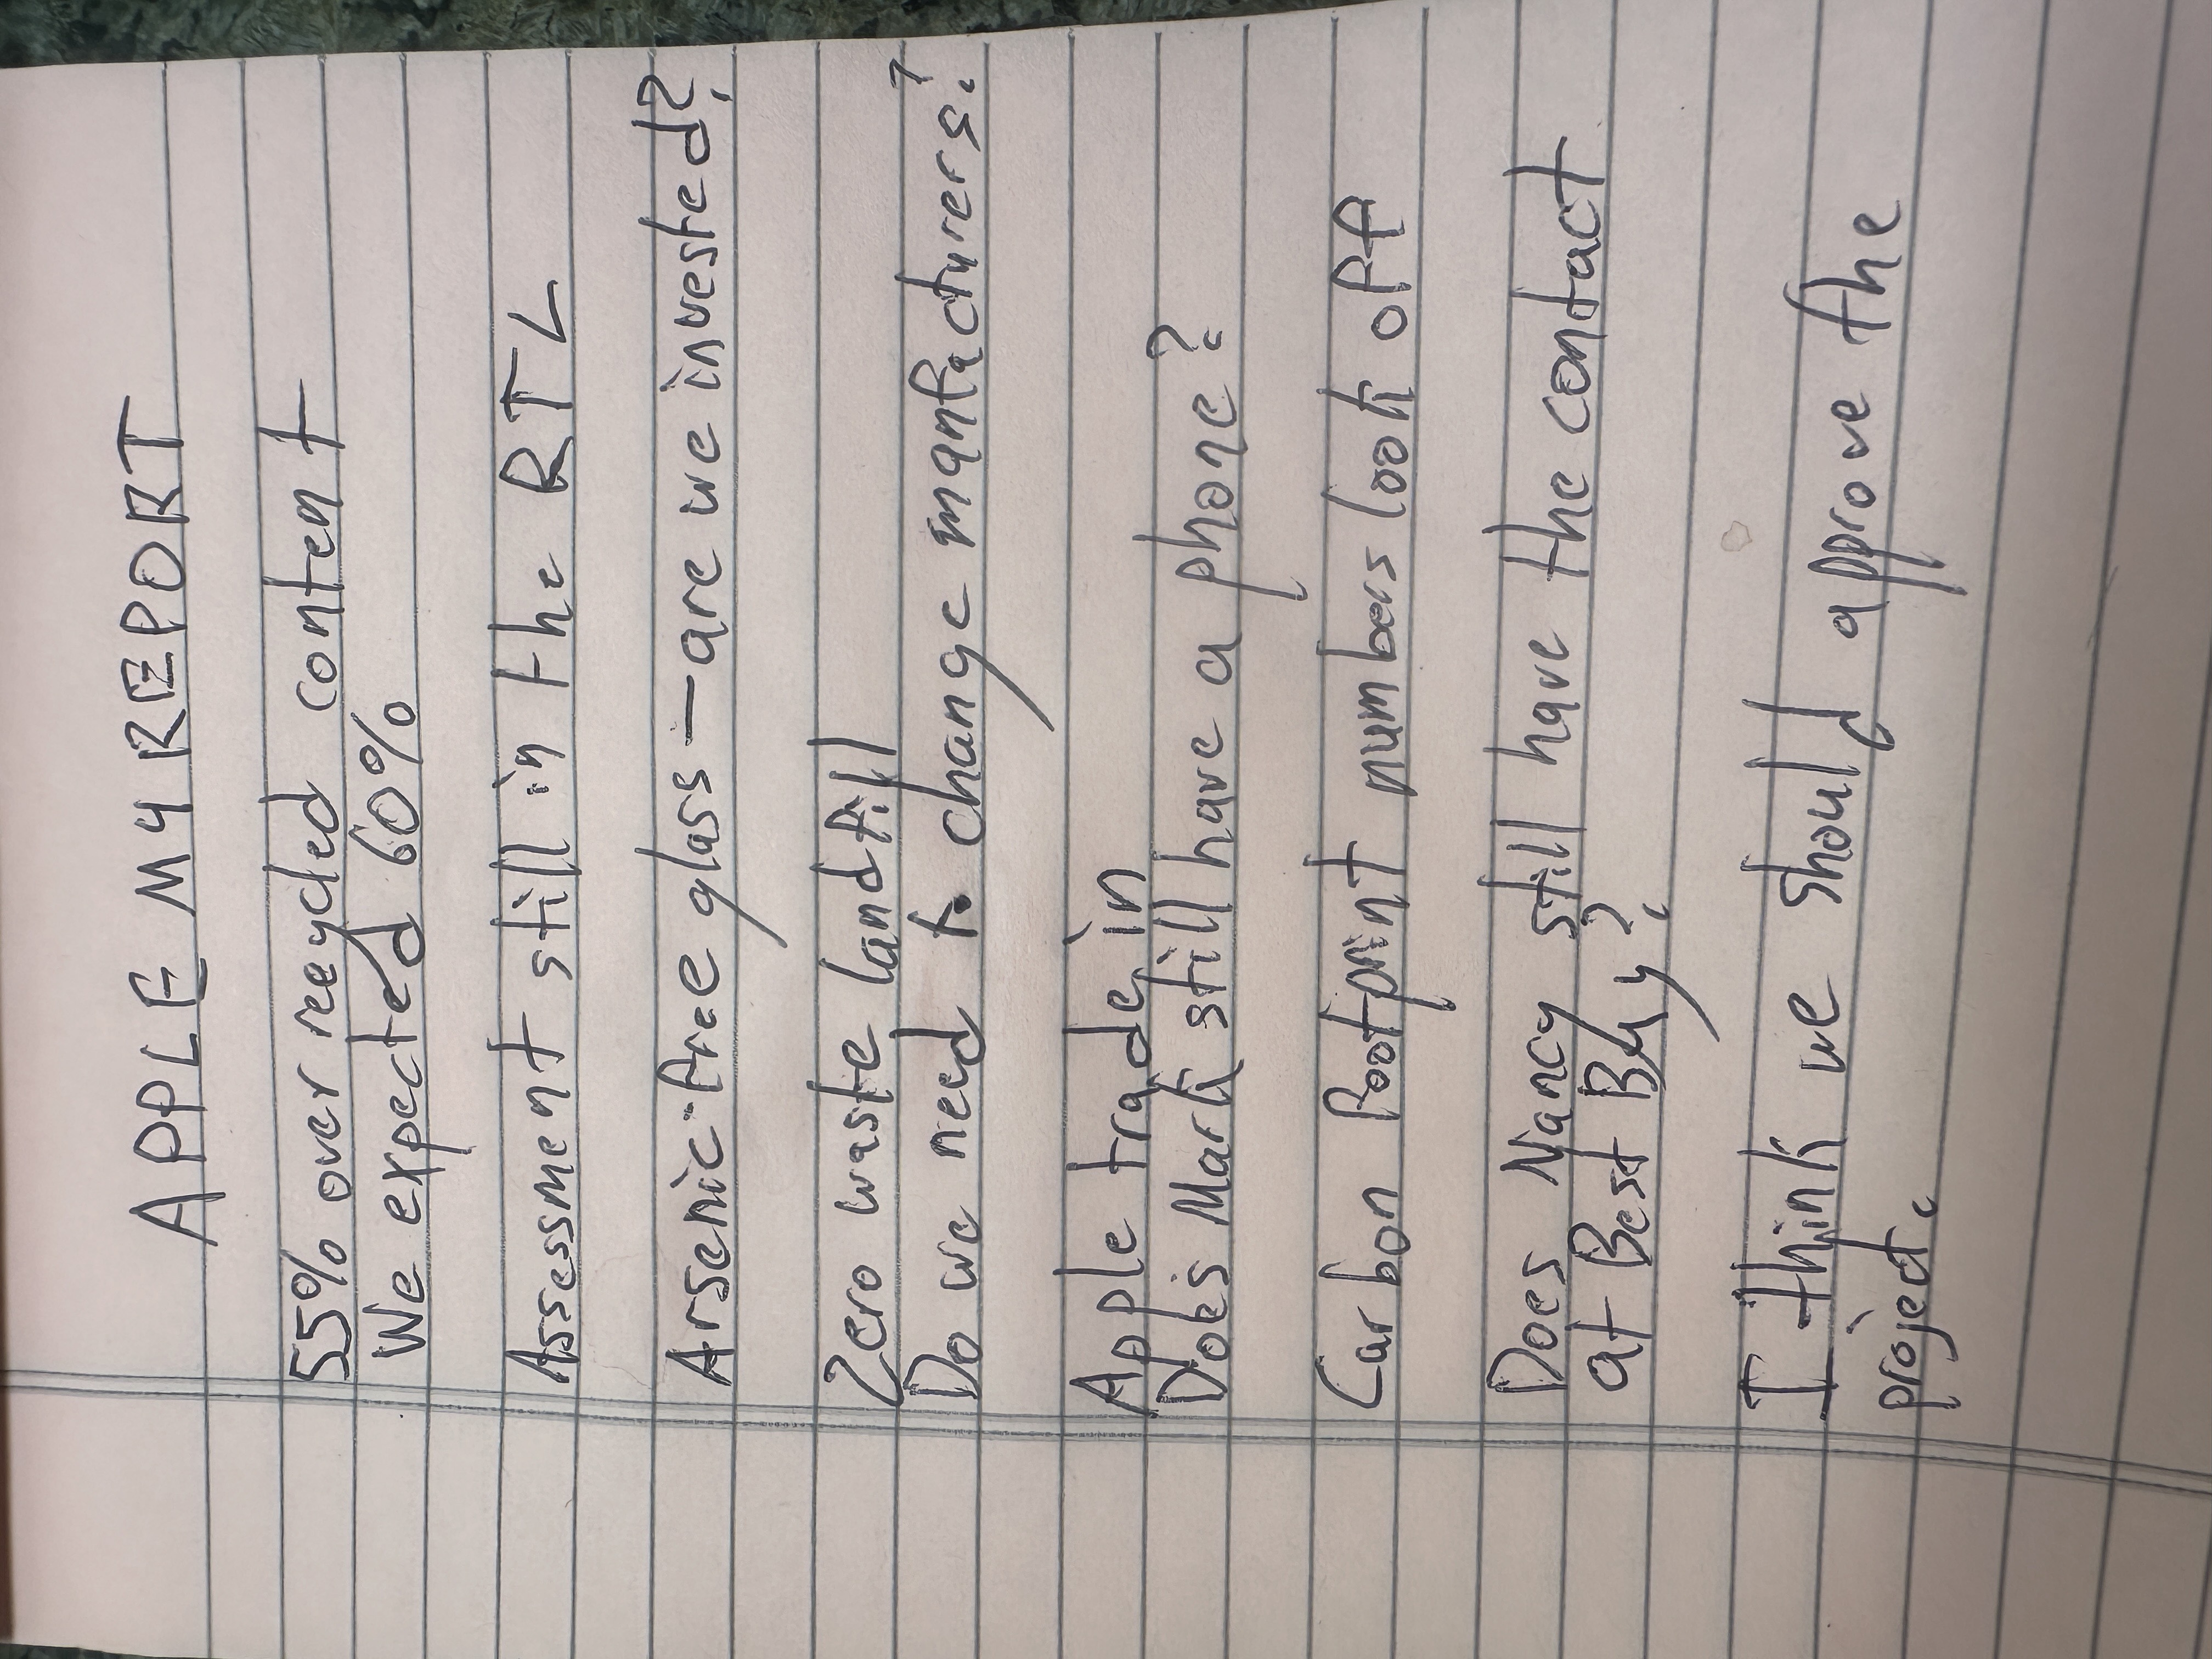 APPLE M4 REPORT
55% over recycled content
We expected 60%
Assessment still in the RTL
Arsenic-free glass — are we invested?
Zero waste landfill
Do we need to change manfacturers?
Apple trade in
Does Mark still have a phone?
Carbon footprint numbers look off
Does Nancy still have the contact
at Best Buy?
I think we should approve the
project.